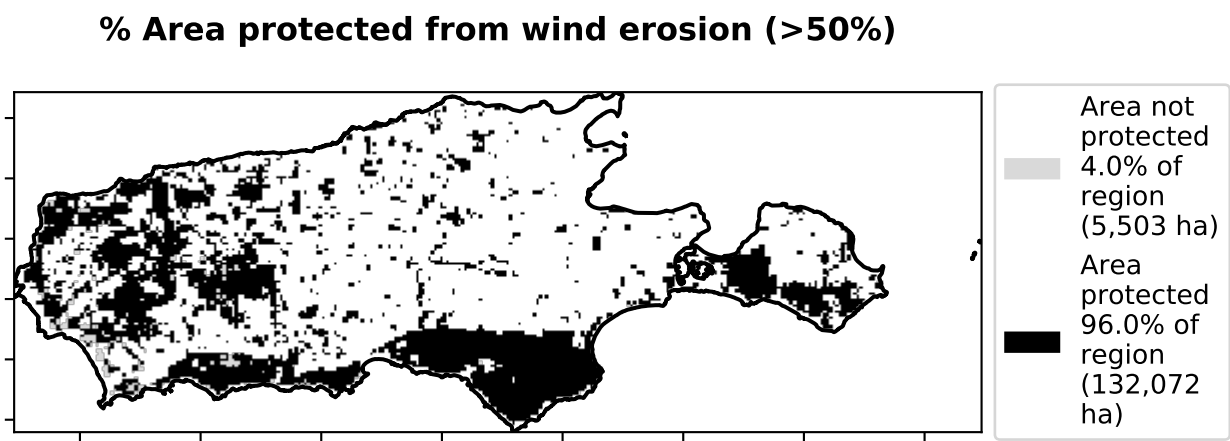 % Area protected from wind erosion (>50%)
Area not
protected
4.0% of
region
(5,503 ha)
Area
protected
96.0% of
region
(132,072
ha)